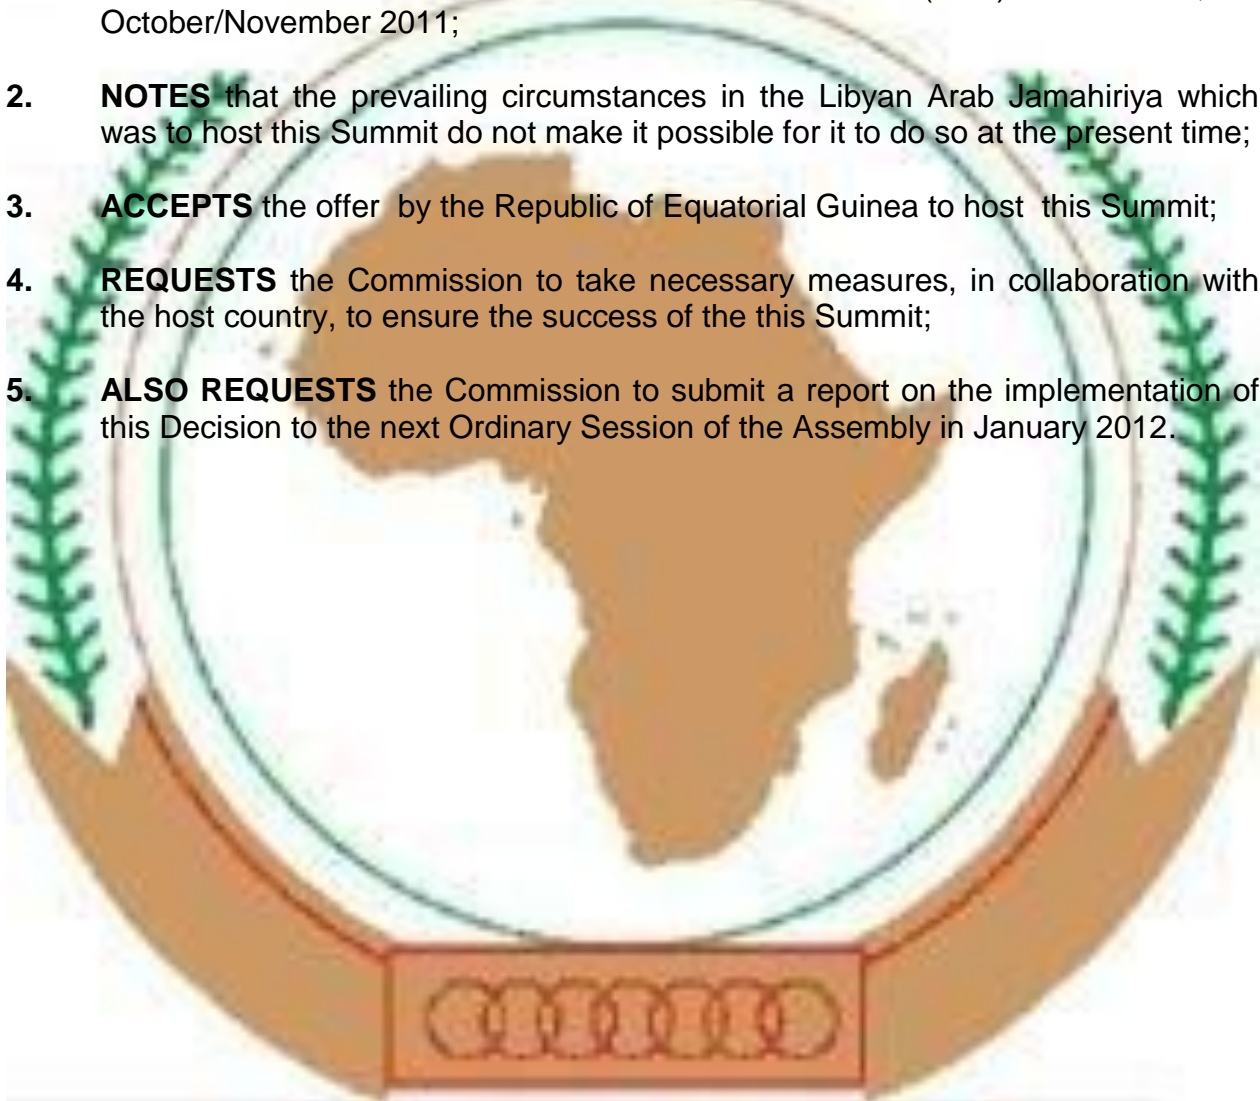 October/November 2011;
2. NOTES that the prevailing circumstances in the Libyan Arab Jamahiriya which
was to host this Summit do not make it possible for it to do so at the present time;
3. ACCEPTS the offer by the Republic of Equatorial Guinea to host this Summit;
4. REQUESTS the Commission to take necessary measures, in collaboration with
the host country, to ensure the success of the this Summit;
5. ALSO REQUESTS the Commission to submit a report on the implementation of
this Decision to the next Ordinary Session of the Assembly in January 2012.